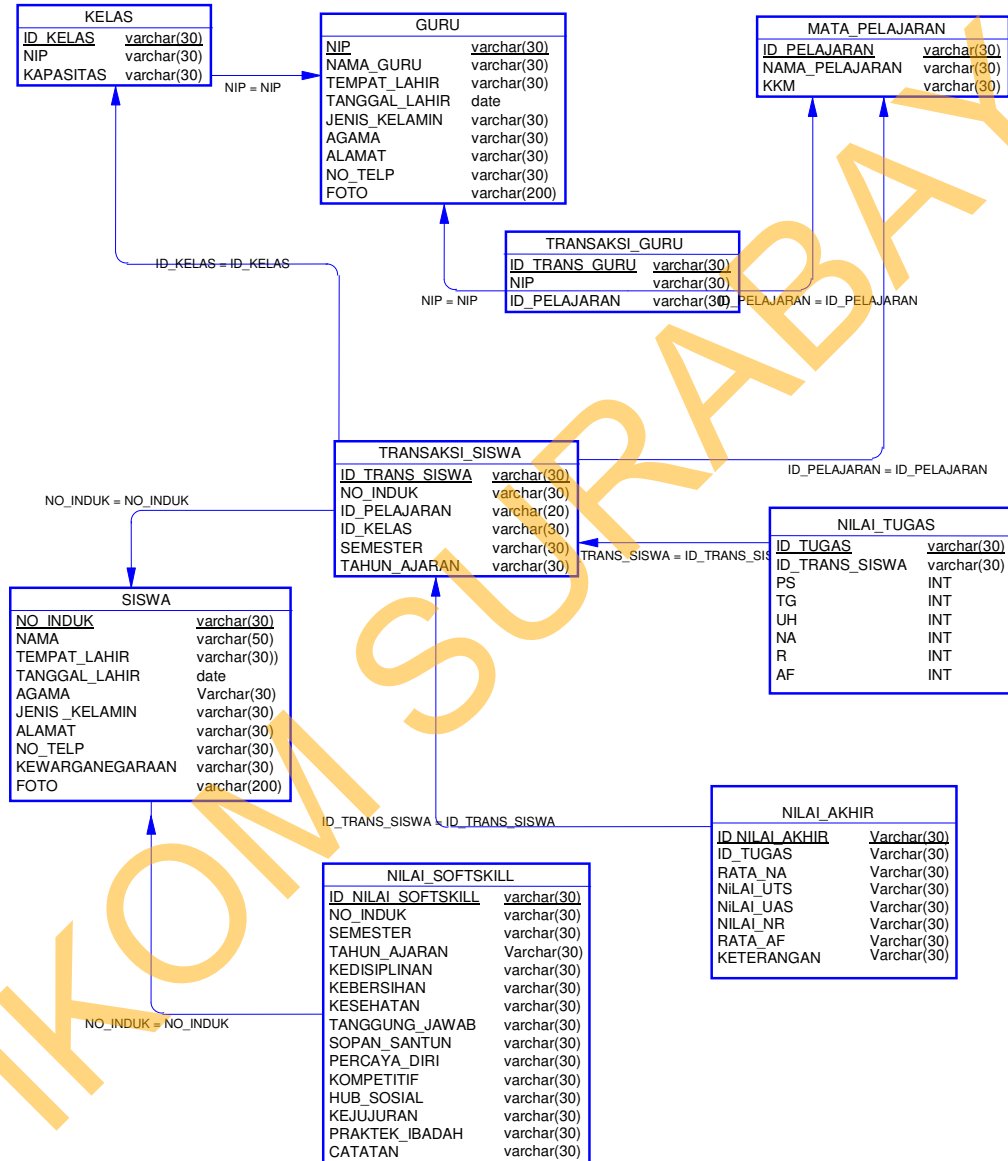 KELAS
ID_KELAS varchar(30)
NIP varchar(30)
KAPASITAS varchar(30)
NIP = NIP
GURU
NIP varchar(30)
NAMA_GURU varchar(30)
TEMPAT_LAHIR varchar(30)
TANGGAL_LAHIR date
JENIS_KELAMIN varchar(30)
AGAMA varchar(30)
ALAMAT varchar(30)
NO_TELP varchar(30)
FOTO varchar(200)
MATA_PELAJARAN
ID_PELAJARAN varchar(30)
NAMA_PELAJARAN varchar(30)
KKM varchar(30)
TRANSAKSI_GURU
ID_TRANS_GURU varchar(30)
NIP varchar(30)
ID_PELAJARAN varchar(30)
ID_KELAS = ID_KELAS
NIP = NIP
ID_PELAJARAN = ID_PELAJARAN
TRANSAKSI_SISWA
ID_TRANS_SISWA varchar(30)
NO_INDUK varchar(30)
ID_PELAJARAN varchar(20)
ID_KELAS varchar(30)
SEMESTER varchar(30)
TAHUN_AJARAN varchar(30)
ID_PELAJARAN = ID_PELAJARAN
NO_INDUK = NO_INDUK
TRANS_SISWA = ID_TRANS_SIS
NILAI_TUGAS
ID_TUGAS varchar(30)
ID_TRANS_SISWA varchar(30)
PS INT
TG INT
UH INT
NA INT
R INT
AF INT
SISWA
NO_INDUK varchar(30)
NAMA varchar(50)
TEMPAT_LAHIR varchar(30))
TANGGAL_LAHIR date
AGAMA Varchar(30)
JENIS _KELAMIN varchar(30)
ALAMAT varchar(30)
NO_TELP varchar(30)
KEWARGANEGARAAN varchar(30)
FOTO varchar(200)
ID_TRANS_SISWA = ID_TRANS_SISWA
NILAI_AKHIR
ID NILAI_AKHIR Varchar(30)
ID_TUGAS Varchar(30)
RATA_NA Varchar(30)
NiLAI_UTS Varchar(30)
NiLAI_UAS Varchar(30)
NILAI_NR Varchar(30)
RATA_AF Varchar(30)
KETERANGAN Varchar(30)
NILAI_SOFTSKILL
ID_NILAI_SOFTSKILL varchar(30)
NO_INDUK varchar(30)
SEMESTER varchar(30)
TAHUN_AJARAN Varchar(30)
KEDISIPLINAN varchar(30)
KEBERSIHAN varchar(30)
KESEHATAN varchar(30)
TANGGUNG_JAWAB varchar(30)
SOPAN_SANTUN varchar(30)
PERCAYA_DIRI varchar(30)
KOMPETITIF varchar(30)
HUB_SOSIAL varchar(30)
KEJUJURAN varchar(30)
PRAKTEK_IBADAH varchar(30)
CATATAN varchar(30)
NO_INDUK = NO_INDUK
IKOM SURABAY